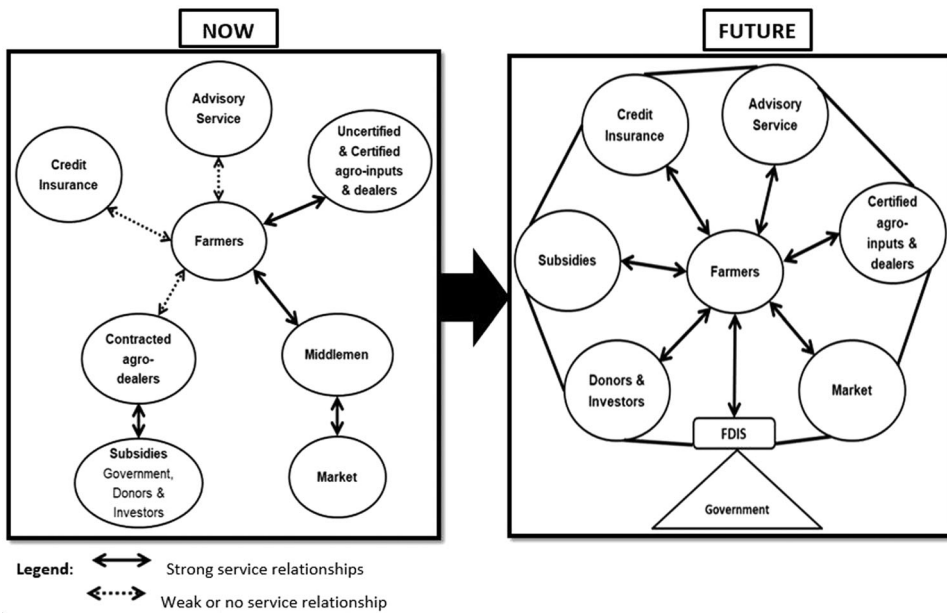 NOW
Advisory
Service
Uncertified
& Certified
agro-inputs
& dealers
Credit
Insurance
Farmers
Contracted
agro-
dealers
Middlemen
Subsidies
Government,
Donors &
Investors
Market
FUTURE
Credit
Insurance
Advisory
Service
Certified
agro-
inputs &
dealers
Subsidies
Farmers
Donors &
Investors
Market
FDIS
Government
Legend:
Strong service relationships
Weak or no service relationship